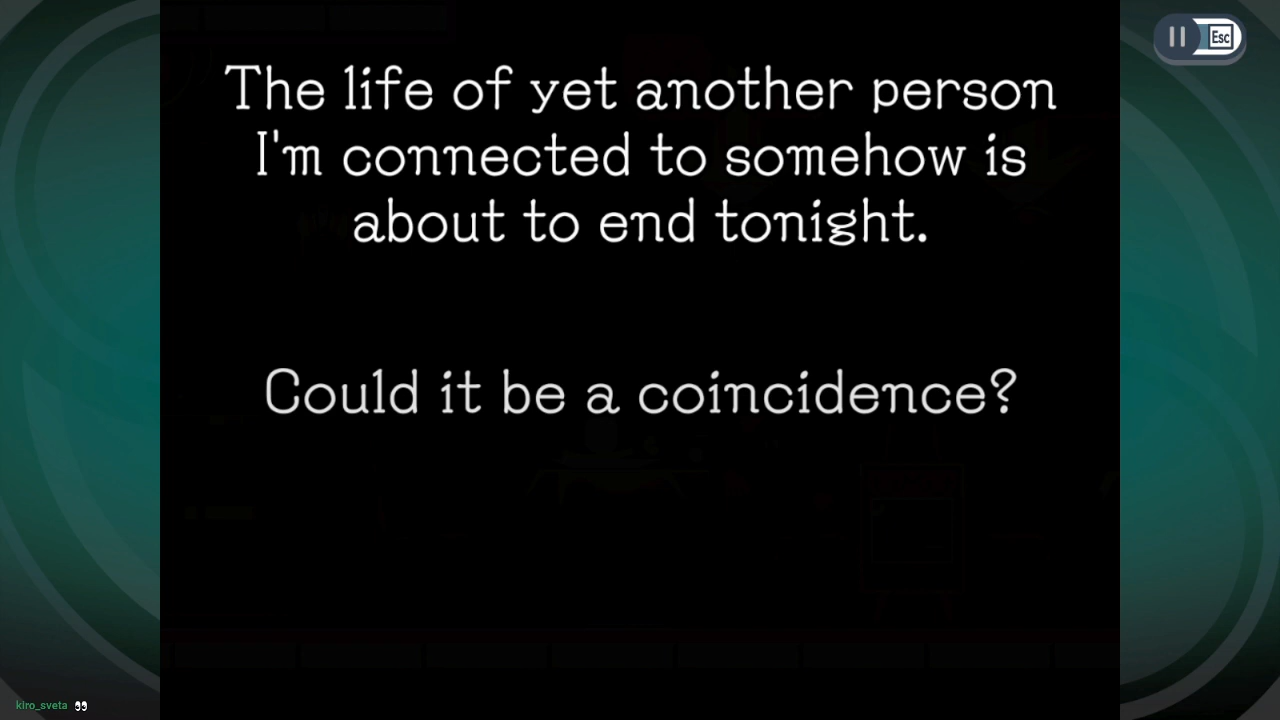 Esc
The life of yet another person
I'm connected to somehow is
about to end tonight.
Could it be a coincidence?
kiro_sveta 👀